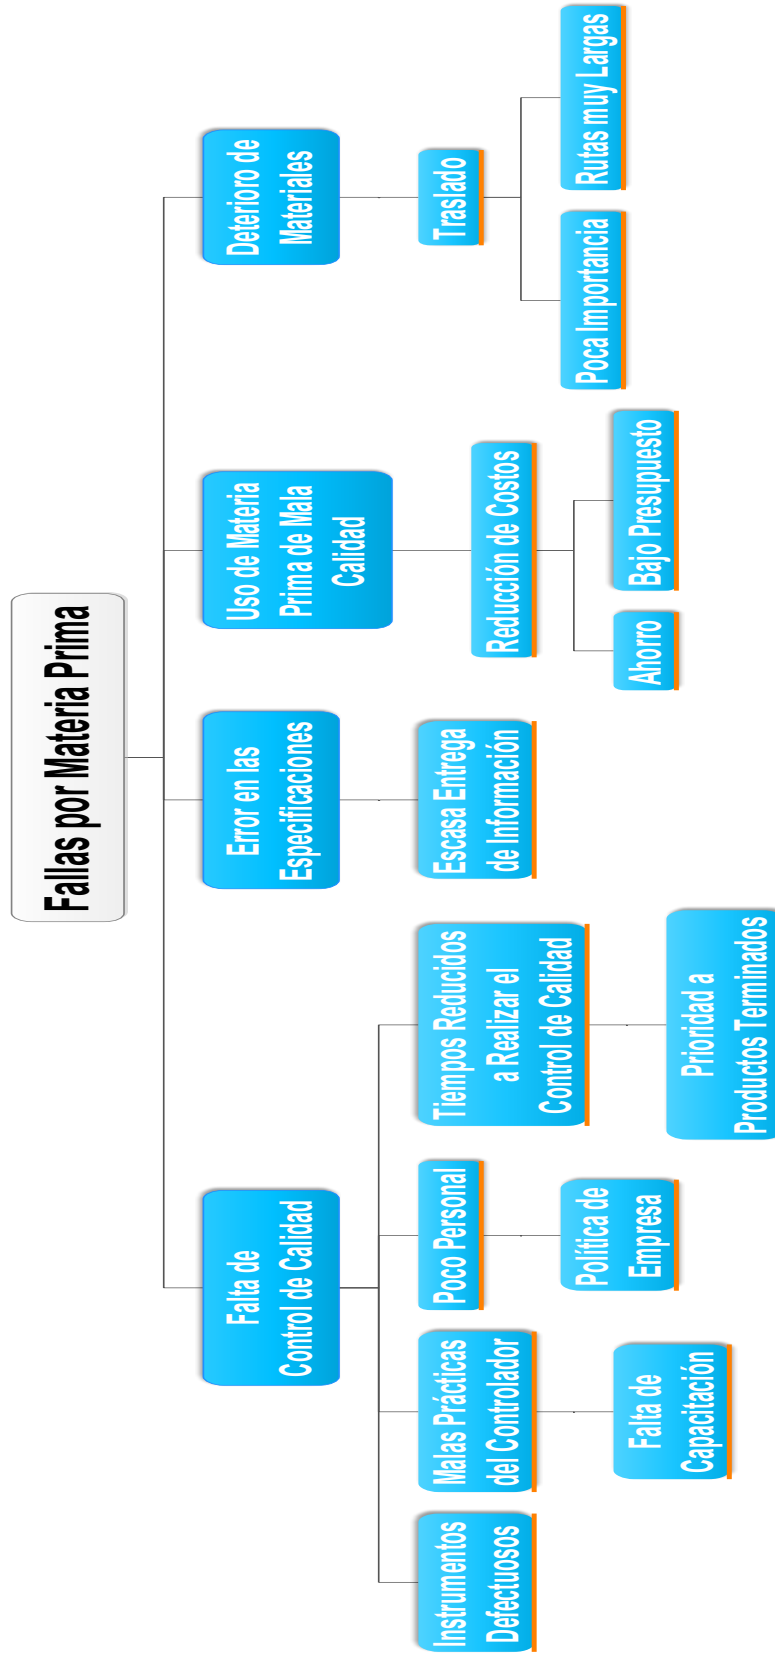 Fallas por Materia Prima
Falta de
Control de Calidad
Error en las
Especificaciones
Uso de Materia
Prima de Mala
Calidad
Deterioro de
Materiales
Instrumentos
Defectuosos
Malas Prácticas
del Controlador
Poco Personal
Tiempos Reducidos
a Realizar el
Control de Calidad
Escasa Entrega
de Información
Reducción de Costos
Traslado
Falta de
Capacitación
Política de
Empresa
Prioridad a
Productos Terminados
Ahorro
Bajo Presupuesto
Poca Importancia
Rutas muy Largas